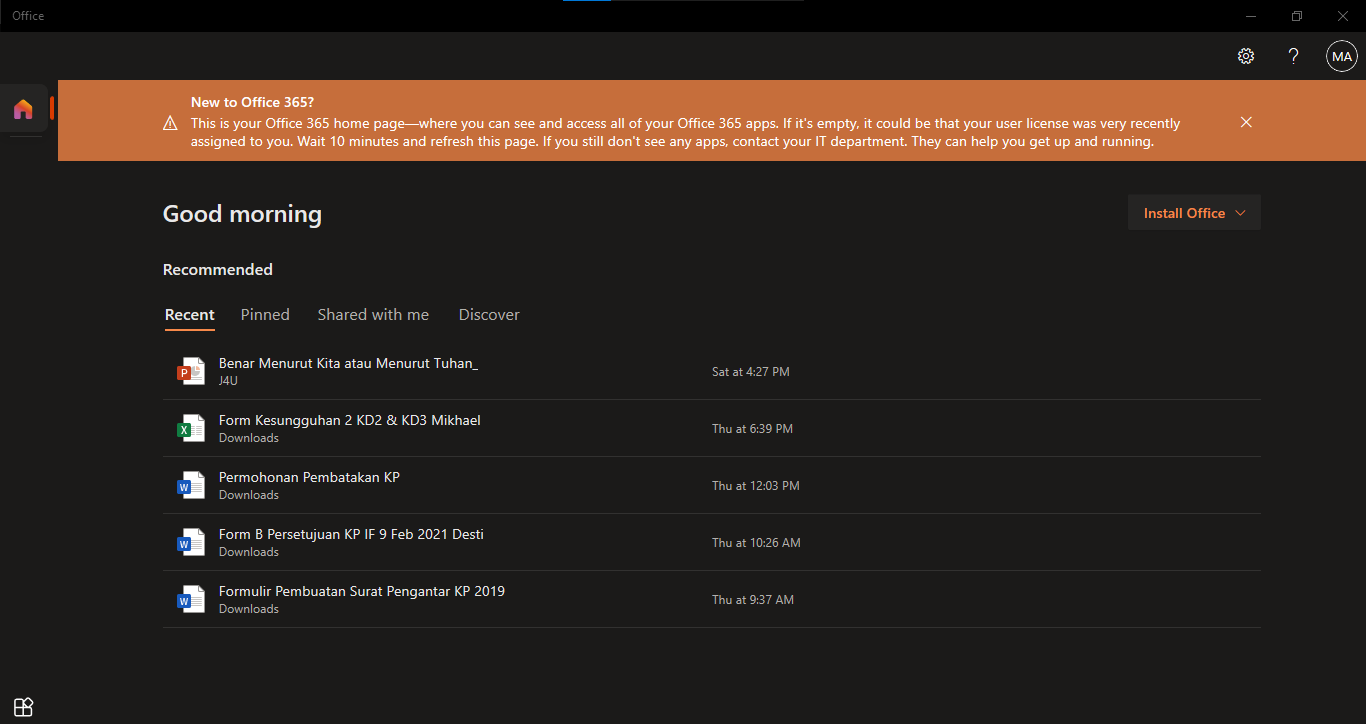 Office
MA
New to Office 365?
This is your Office 365 home page—where you can see and access all of your Office 365 apps. If it's empty, it could be that your user license was very recently
assigned to you. Wait 10 minutes and refresh this page. If you still don't see any apps, contact your IT department. They can help you get up and running.
Good morning
Install Office
Recommended
Recent Pinned Shared with me Discover
Benar Menurut Kita atau Menurut Tuhan_
J4U
Sat at 4:27 PM
Form Kesungguhan 2 KD2 & KD3 Mikhael
Downloads
Thu at 6:39 PM
Permohonan Pembatakan KP
Downloads
Thu at 12:03 PM
Form B Persetujuan KP IF 9 Feb 2021 Desti
Downloads
Thu at 10:26 AM
Formulir Pembuatan Surat Pengantar KP 2019
Downloads
Thu at 9:37 AM